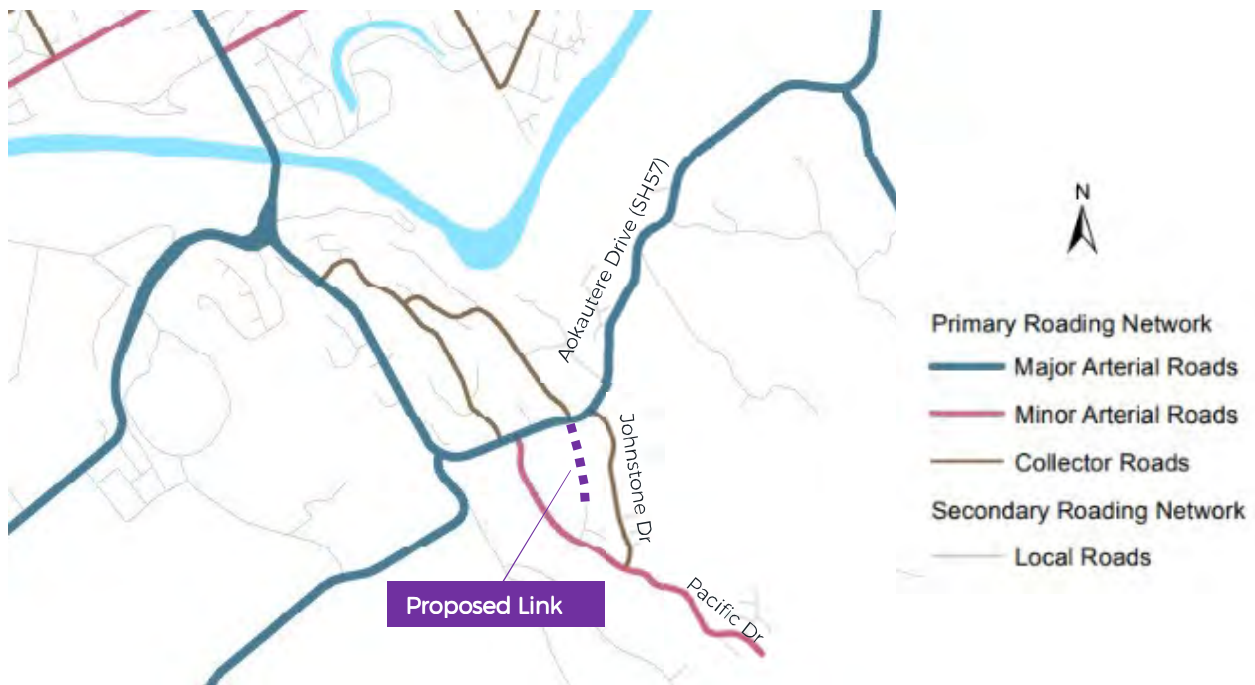 Aokautere Drive (SH57)
Johnstone Dr
Pacific Dr
Proposed Link
N
Primary Roading Network
Major Arterial Roads
Minor Arterial Roads
Collector Roads
Secondary Roading Network
Local Roads